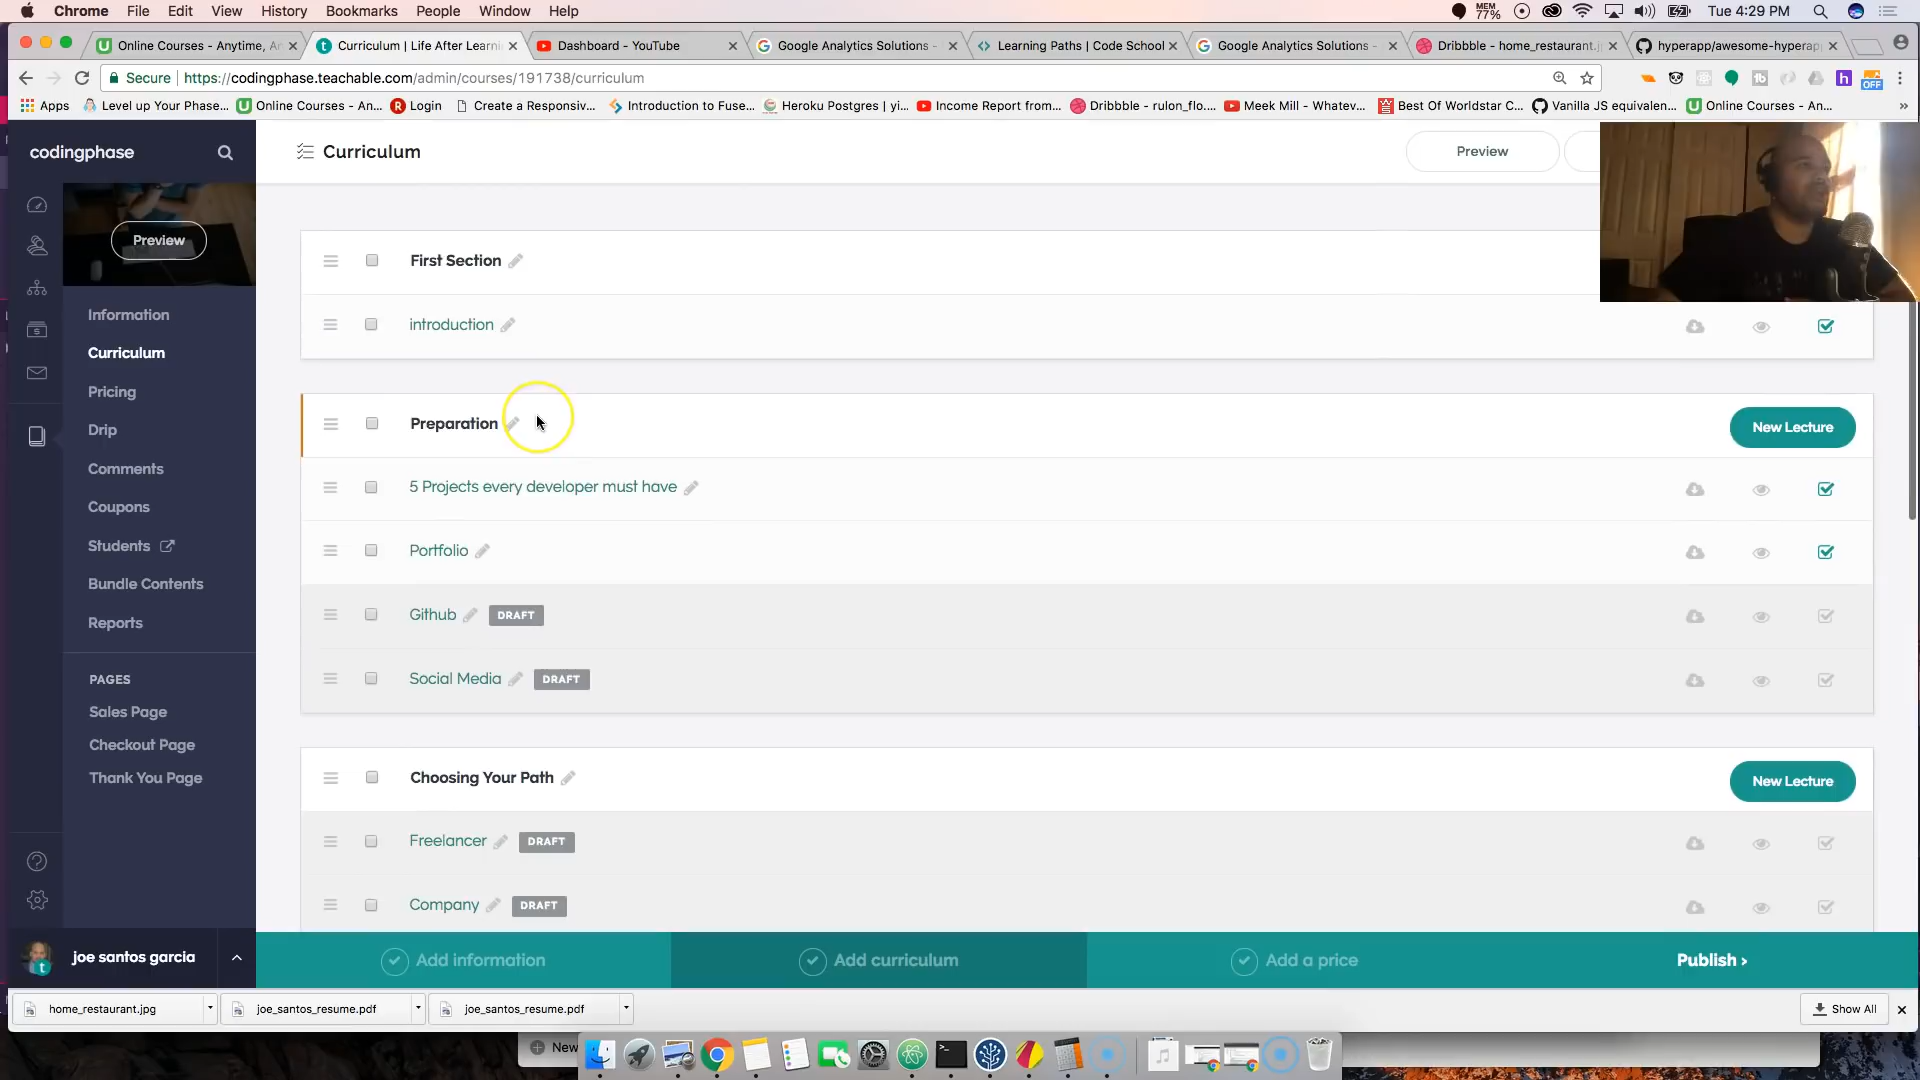 Chrome File Edit View History Bookmarks People Window Help
MEM 77% Tue 4:29 PM
Online Courses - Anytime, An
Curriculum | Life After Learni
Dashboard - YouTube
Google Analytics Solutions -
Learning Paths | Code School
Google Analytics Solutions -
Dribbble - home_restaurant.j
hyperapp/awesome-hyperap
Secure | https://codingphase.teachable.com/admin/courses/191738/curriculum
OFF
Apps
Level up Your Phase...
Online Courses - An...
Login
Create a Responsiv...
Introduction to Fuse...
Heroku Postgres | yi...
Income Report from...
Dribbble - rulon_flo....
Meek Mill - Whatev...
Best Of Worldstar C...
Vanilla JS equivalen...
Online Courses - An...
codingphase
Curriculum
Preview
Preview
Information
Curriculum
Pricing
Drip
Comments
Coupons
Students
Bundle Contents
Reports
PAGES
Sales Page
Checkout Page
Thank You Page
joe santos garcia
First Section
introduction
Preparation
New Lecture
5 Projects every developer must have
Portfolio
Github DRAFT
Social Media DRAFT
Choosing Your Path
New Lecture
Freelancer DRAFT
Company DRAFT
Add information
Add curriculum
Add a price
Publish ›
home_restaurant.jpg
joe_santos_resume.pdf
joe_santos_resume.pdf
Show All
New